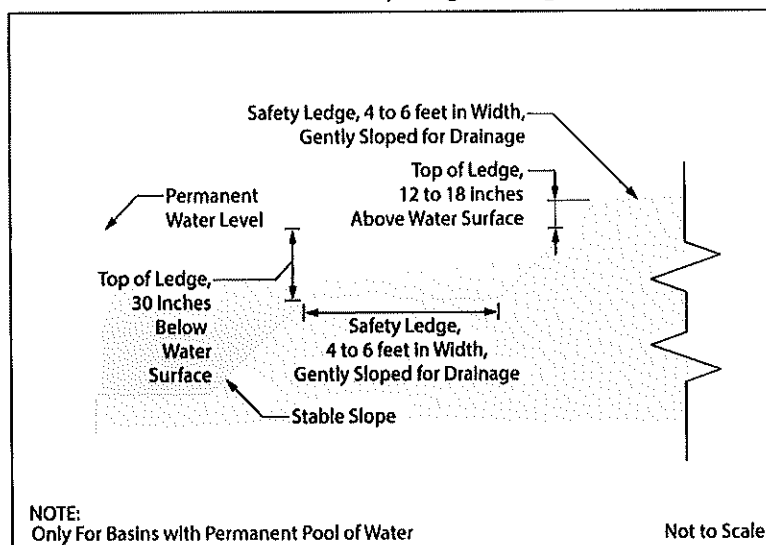 Safety Ledge, 4 to 6 feet in Width,
Gently Sloped for Drainage
Top of Ledge,
12 to 18 inches
Above Water Surface
Permanent
Water Level
Top of Ledge,
30 Inches
Below
Water
Surface
Safety Ledge,
4 to 6 feet in Width,
Gently Sloped for Drainage
Stable Slope
NOTE:
Only For Basins with Permanent Pool of Water
Not to Scale